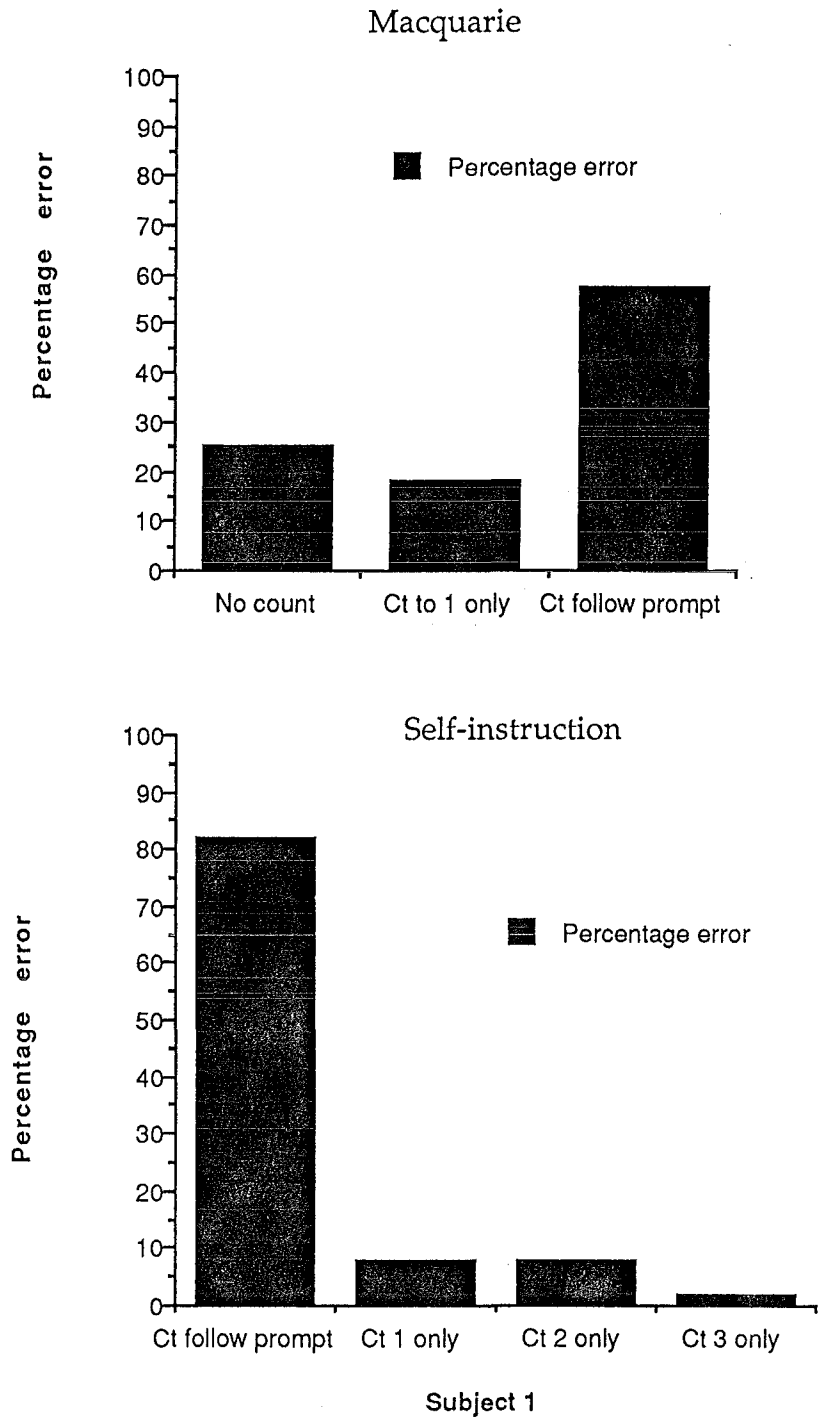 Macquarie
100
90
80
70
60
50
40
30
20
10
0
Percentage error
Percentage error
No count Ct to 1 only Ct follow prompt
Self-instruction
100
90
80
70
60
50
40
30
20
10
0
Percentage error
Percentage error
Ct follow prompt Ct 1 only Ct 2 only Ct 3 only
Subject 1